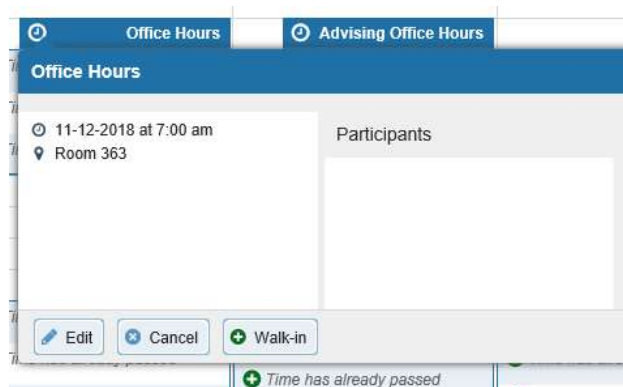 Office Hours
Advising Office Hours
Office Hours
11-12-2018 at 7:00 am
Room 363
Participants
Edit
Cancel
Walk-in
Time has already passed